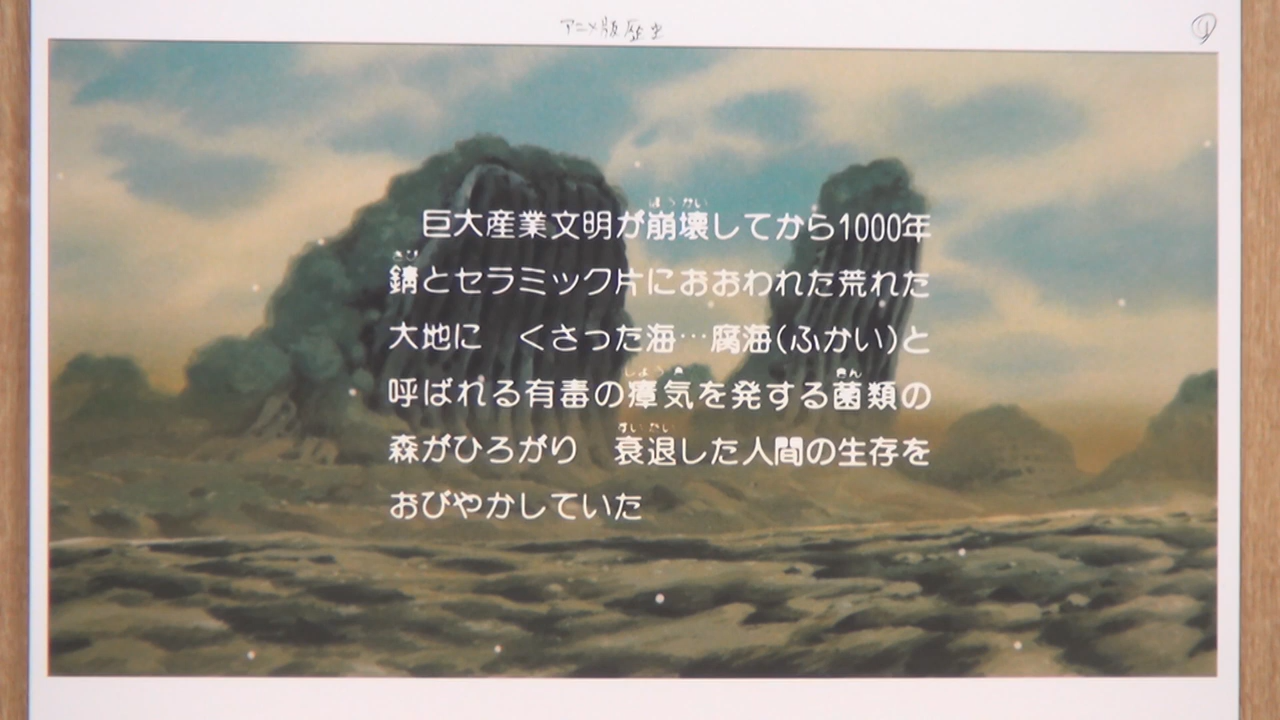 アニメ版歴史
①
巨大産業文明が崩壊してから1000年
錆とセラミック片におおわれた荒れた
大地に　くさった海…腐海(ふかい)と
呼ばれる有毒の瘴気を発する菌類の
森がひろがり　衰退した人間の生存を
おびやかしていた